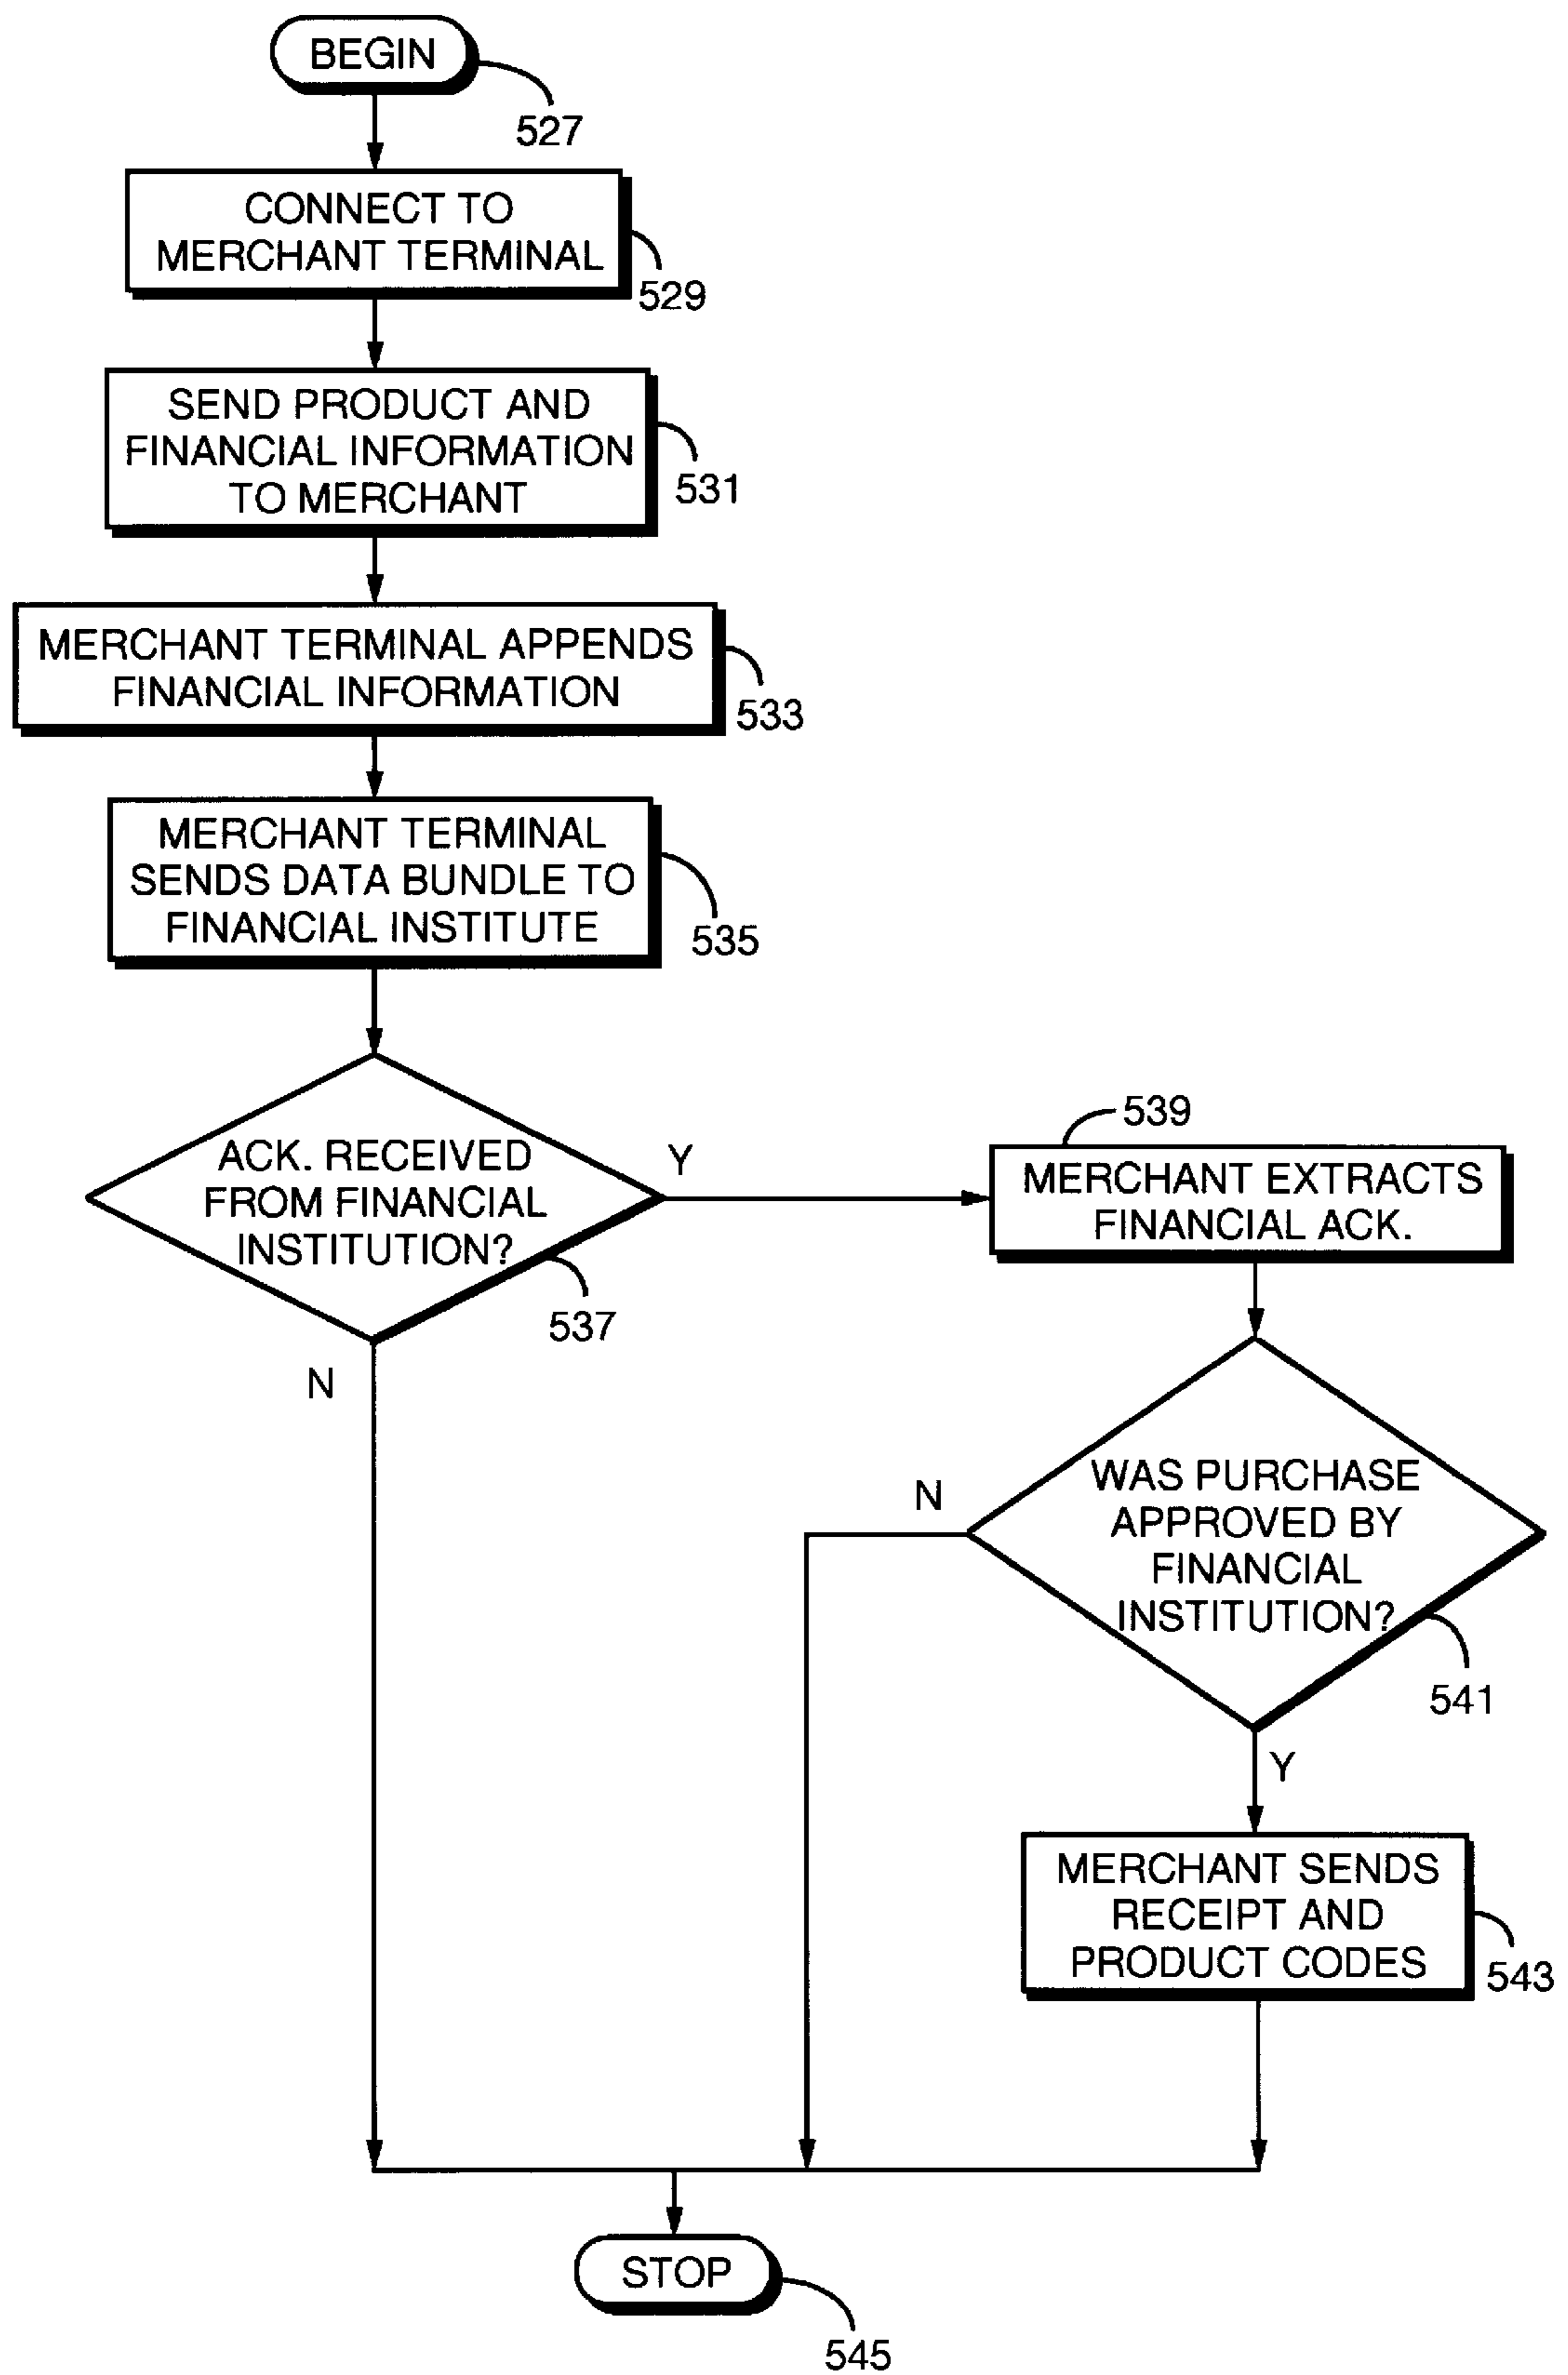 BEGIN
527
CONNECT TO
MERCHANT TERMINAL
529
SEND PRODUCT AND
FINANCIAL INFORMATION
TO MERCHANT
531
MERCHANT TERMINAL APPENDS
FINANCIAL INFORMATION
533
MERCHANT TERMINAL
SENDS DATA BUNDLE TO
FINANCIAL INSTITUTE
535
ACK. RECEIVED
FROM FINANCIAL
INSTITUTION?
537
Y
N
539
MERCHANT EXTRACTS
FINANCIAL ACK.
WAS PURCHASE
APPROVED BY
FINANCIAL
INSTITUTION?
541
N
Y
MERCHANT SENDS
RECEIPT AND
PRODUCT CODES
543
STOP
545